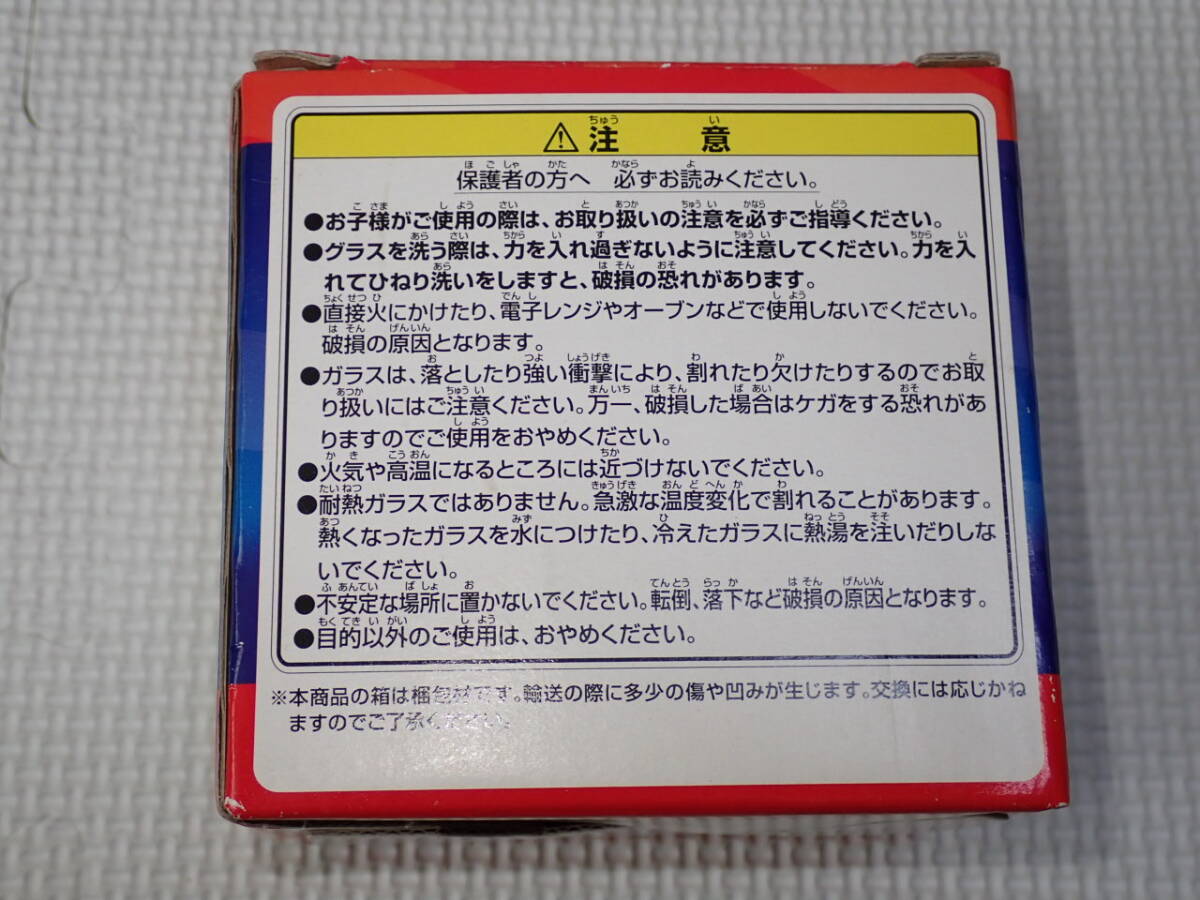 ⚠注意
保護者の方へ 必ずお読みください。
●お子様がご使用の際は、お取り扱いの注意を必ずご指導ください。
●グラスを洗う際は、力を入れ過ぎないように注意してください。力を入
れてひねり洗いをしますと、破損の恐れがあります。
●直接火にかけたり、電子レンジやオーブンなどで使用しないでください。
破損の原因となります。
●ガラスは、落としたり強い衝撃により、割れたり欠けたりするのでお取
り扱いにはご注意ください。万一、破損した場合はケガをする恐れがあ
りますのでご使用をおやめください。
●火気や高温になるところには近づけないでください。
●耐熱ガラスではありません。急激な温度変化で割れることがあります。
熱くなったガラスを水につけたり、冷えたガラスに熱湯を注いだりしな
いでください。
●不安定な場所に置かないでください。転倒、落下など破損の原因となります。
●目的以外のご使用は、おやめください。
※本商品の箱は梱包材です。輸送の際に多少の傷や凹みが生じます。交換には応じかね
ますのでご了承ください。